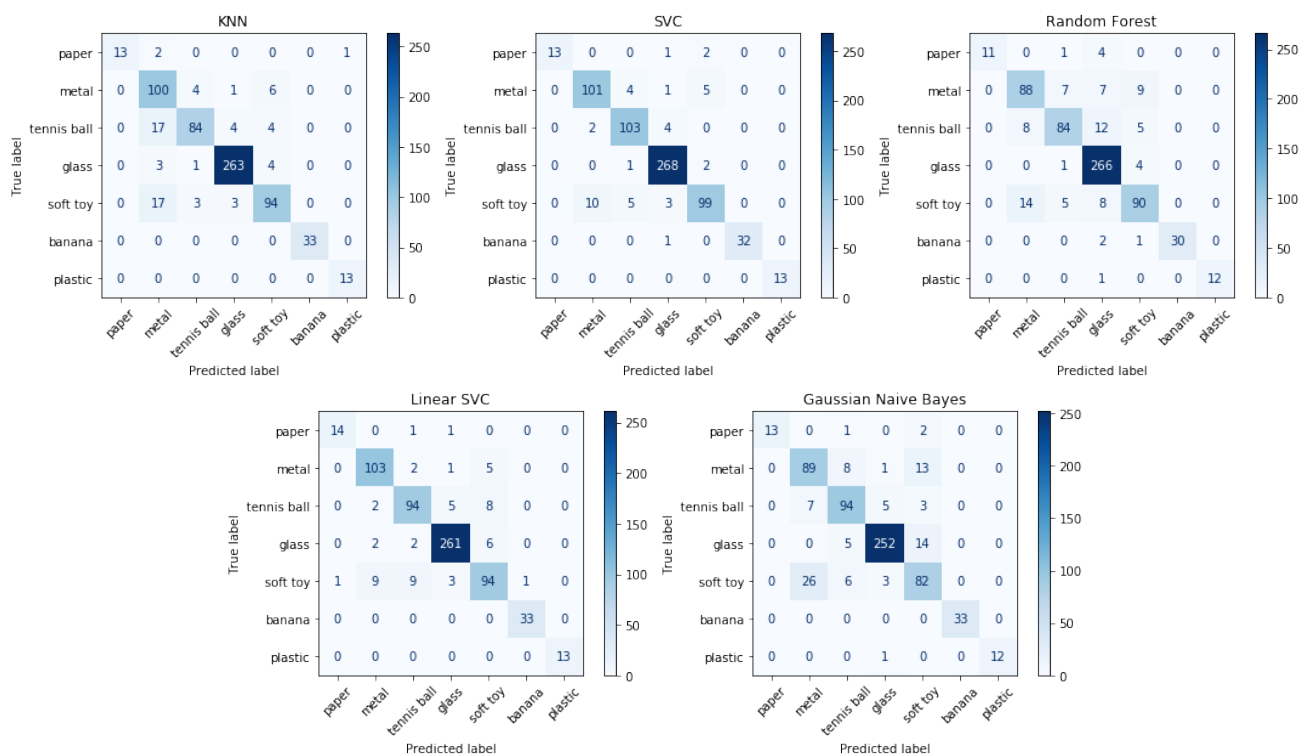 KNN
SVC
Random Forest
paper 13 2 0 0 0 0 1
metal 0 100 4 1 6 0 0
tennis ball 0 17 84 4 4 0 0
glass 0 3 1 263 4 0 0
soft toy 0 17 3 3 94 0 0
banana 0 0 0 0 0 33 0
plastic 0 0 0 0 0 0 13
paper metal tennis ball glass soft toy banana plastic
Predicted label
True label
250
200
150
100
50
0
paper 13 0 0 1 2 0 0
metal 0 101 4 1 5 0 0
tennis ball 0 2 103 4 0 0 0
glass 0 0 1 268 2 0 0
soft toy 0 10 5 3 99 0 0
banana 0 0 0 1 0 32 0
plastic 0 0 0 0 0 0 13
paper metal tennis ball glass soft toy banana plastic
Predicted label
True label
250
200
150
100
50
0
paper 11 0 1 4 0 0 0
metal 0 88 7 7 9 0 0
tennis ball 0 8 84 12 5 0 0
glass 0 0 1 266 4 0 0
soft toy 0 14 5 8 90 0 0
banana 0 0 0 2 1 30 0
plastic 0 0 0 1 0 0 12
paper metal tennis ball glass soft toy banana plastic
Predicted label
True label
250
200
150
100
50
0
Linear SVC
Gaussian Naive Bayes
paper 14 0 1 1 0 0 0
metal 0 103 2 1 5 0 0
tennis ball 0 2 94 5 8 0 0
glass 0 2 2 261 6 0 0
soft toy 1 9 9 3 94 1 0
banana 0 0 0 0 0 33 0
plastic 0 0 0 0 0 0 13
paper metal tennis ball glass soft toy banana plastic
Predicted label
True label
250
200
150
100
50
0
paper 13 0 1 0 2 0 0
metal 0 89 8 1 13 0 0
tennis ball 0 7 94 5 3 0 0
glass 0 0 5 252 14 0 0
soft toy 0 26 6 3 82 0 0
banana 0 0 0 0 0 33 0
plastic 0 0 0 1 0 0 12
paper metal tennis ball glass soft toy banana plastic
Predicted label
True label
250
200
150
100
50
0